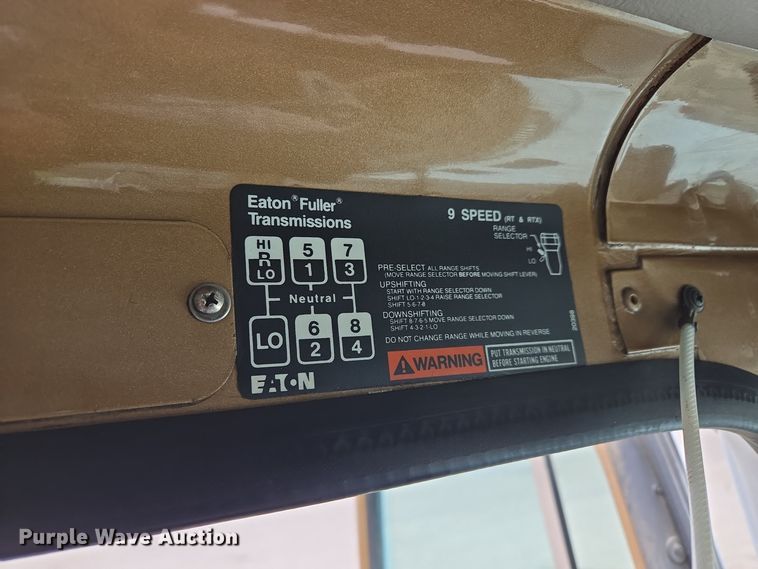 Eaton® Fuller®
Transmissions
9 SPEED (RT & RTX)
RANGE
SELECTOR
HI
LO
HI
R
LO
5
1
7
3
Neutral
LO
6
2
8
4
PRE-SELECT ALL RANGE SHIFTS
(MOVE RANGE SELECTOR BEFORE MOVING SHIFT LEVER)
UPSHIFTING
START WITH RANGE SELECTOR DOWN
SHIFT LO-1-2-3-4 RAISE RANGE SELECTOR
SHIFT 5-6-7-8
DOWNSHIFTING
SHIFT 8-7-6-5 MOVE RANGE SELECTOR DOWN
SHIFT 4-3-2-1-LO
DO NOT CHANGE RANGE WHILE MOVING IN REVERSE
20398
WARNING
PUT TRANSMISSION IN NEUTRAL
BEFORE STARTING ENGINE
EATON
Purple Wave Auction